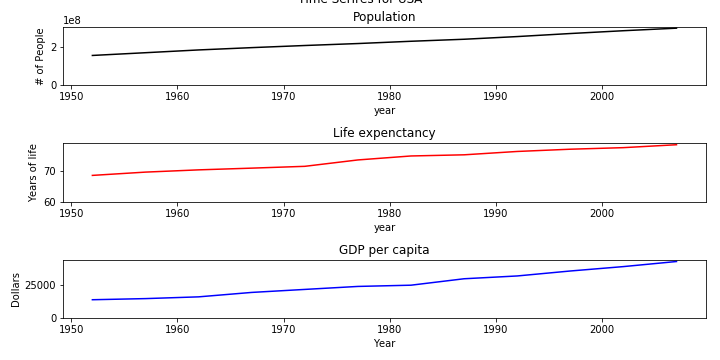 Time Serires for USA
Population
1e8
# of People
2
0
1950 1960 1970 1980 1990 2000
year
Life expenctancy
Years of life
70
60
1950 1960 1970 1980 1990 2000
year
GDP per capita
Dollars
25000
0
1950 1960 1970 1980 1990 2000
Year